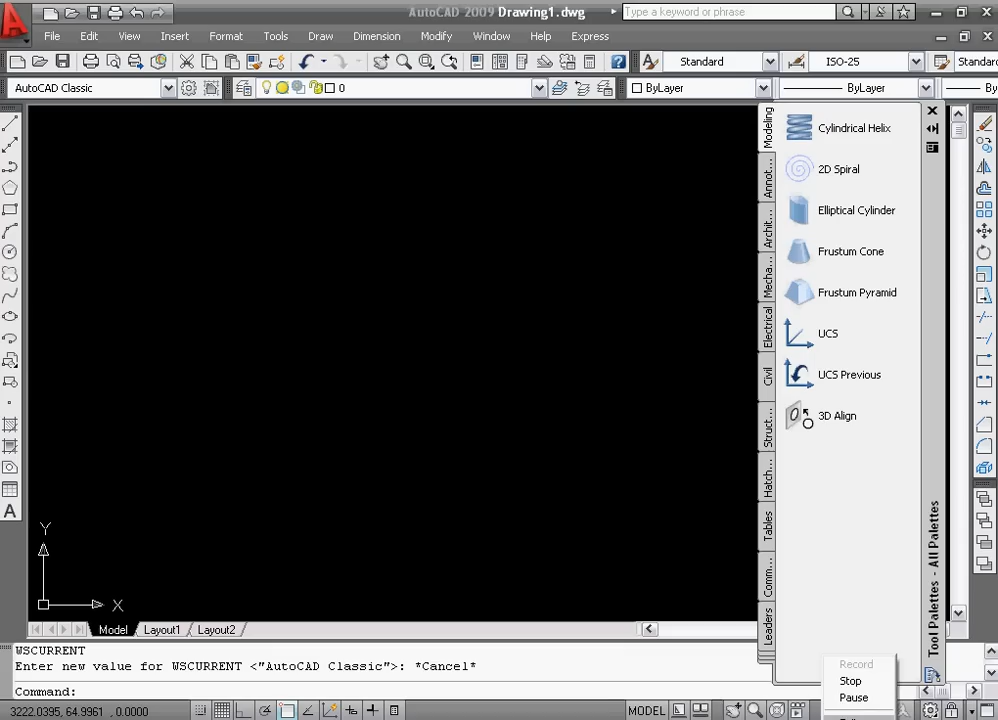 AutoCAD 2009 Drawing1.dwg
Type a keyword or phrase
File Edit View Insert Format Tools Draw Dimension Modify Window Help Express
Standard ISO-25 Standard
AutoCAD Classic 0 ByLayer ByLayer
Modeling
Annot...
Archit...
Mecha...
Electrical
Civil
Struct...
Hatch...
Tables
Comm...
Leaders
Cylindrical Helix
2D Spiral
Elliptical Cylinder
Frustum Cone
Frustum Pyramid
UCS
UCS Previous
3D Align
Tool Palettes - All Palettes
Y
X
Model Layout1 Layout2
WSCURRENT
Enter new value for WSCURRENT <"AutoCAD Classic">: *Cancel*
Command:
Record
Stop
Pause
3222.0395, 64.9961 , 0.0000
MODEL